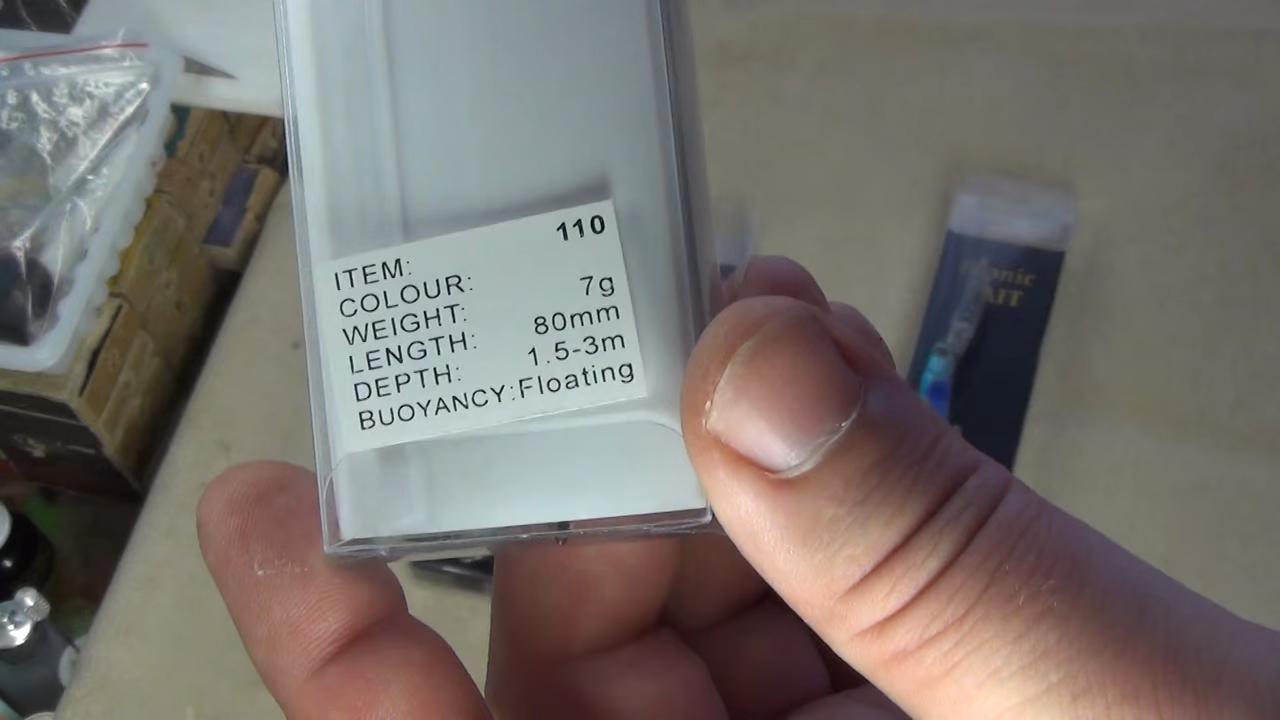 110
ITEM:
COLOUR: 7g
WEIGHT: 80mm
LENGTH: 1.5-3m
DEPTH:
BUOYANCY:Floating